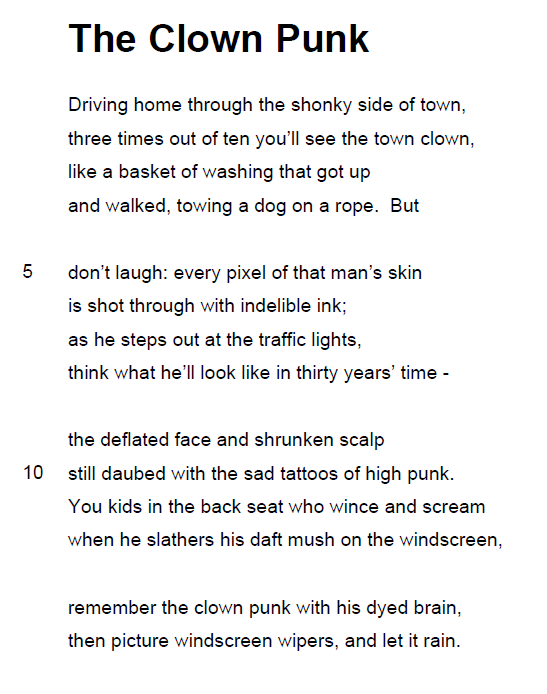 The Clown Punk
Driving home through the shonky side of town,
three times out of ten you’ll see the town clown,
like a basket of washing that got up
and walked, towing a dog on a rope.  But
5 don’t laugh: every pixel of that man’s skin
is shot through with indelible ink;
as he steps out at the traffic lights,
think what he’ll look like in thirty years’ time -
the deflated face and shrunken scalp
10 still daubed with the sad tattoos of high punk.
You kids in the back seat who wince and scream
when he slathers his daft mush on the windscreen,
remember the clown punk with his dyed brain,
then picture windscreen wipers, and let it rain.